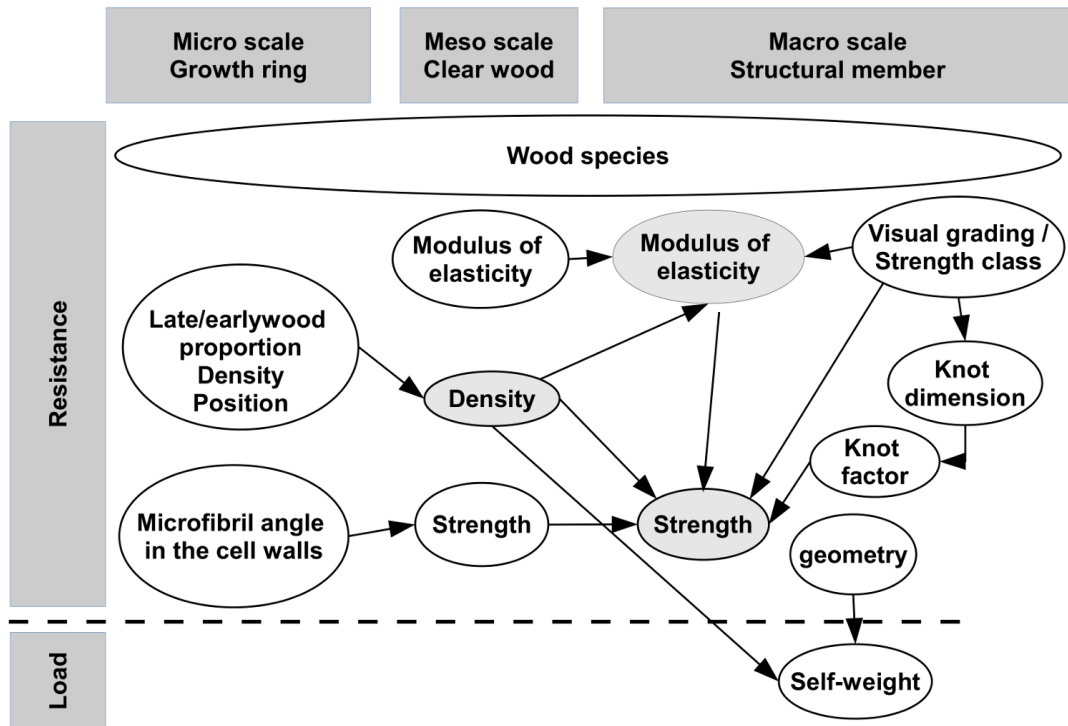 Micro scale
Growth ring
Meso scale
Clear wood
Macro scale
Structural member
Resistance
Wood species
Modulus of
elasticity
Modulus of
elasticity
Visual grading /
Strength class
Late/earlywood
proportion
Density
Position
Density
Knot
dimension
Knot
factor
Microfibril angle
in the cell walls
Strength
Strength
geometry
Load
Self-weight